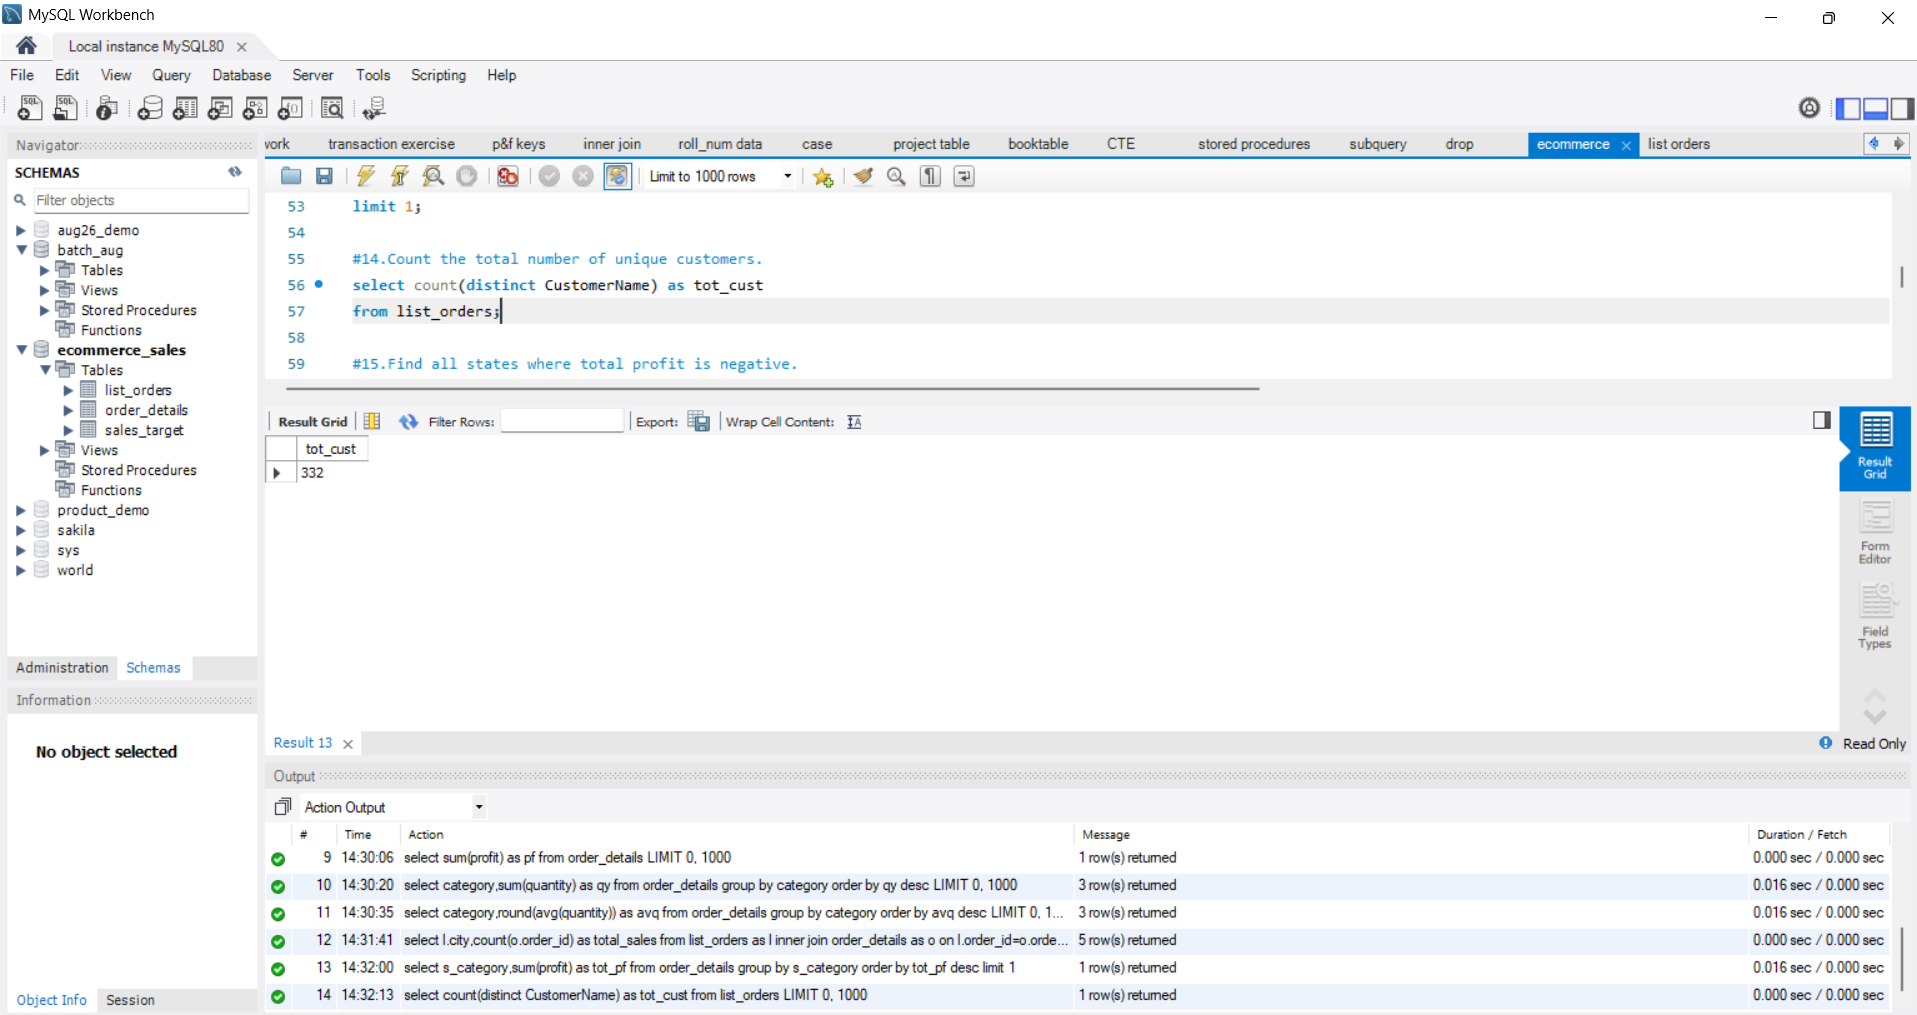 MySQL Workbench
Local instance MySQL80
File Edit View Query Database Server Tools Scripting Help
Navigator
SCHEMAS
Filter objects
aug26_demo
batch_aug
Tables
Views
Stored Procedures
Functions
ecommerce_sales
Tables
list_orders
order_details
sales_target
Views
Stored Procedures
Functions
product_demo
sakila
sys
world
Administration Schemas
Information
No object selected
Object Info Session
work transaction exercise p&f keys inner join roll_num data case project table booktable CTE stored procedures subquery drop ecommerce list orders
Limit to 1000 rows
53 limit 1;
54
55 #14.Count the total number of unique customers.
56 select count(distinct CustomerName) as tot_cust
57 from list_orders;
58
59 #15.Find all states where total profit is negative.
Result Grid Filter Rows: Export: Wrap Cell Content:
tot_cust
332
Result Grid
Form Editor
Field Types
Result 13
Read Only
Output
Action Output
# Time Action Message Duration / Fetch
9 14:30:06 select sum(profit) as pf from order_details LIMIT 0, 1000 1 row(s) returned 0.000 sec / 0.000 sec
10 14:30:20 select category,sum(quantity) as qy from order_details group by category order by qy desc LIMIT 0, 1000 3 row(s) returned 0.016 sec / 0.000 sec
11 14:30:35 select category,round(avg(quantity)) as avq from order_details group by category order by avq desc LIMIT 0, 1... 3 row(s) returned 0.016 sec / 0.000 sec
12 14:31:41 select l.city,count(o.order_id) as total_sales from list_orders as l inner join order_details as o on l.order_id=o.orde... 5 row(s) returned 0.000 sec / 0.000 sec
13 14:32:00 select s_category,sum(profit) as tot_pf from order_details group by s_category order by tot_pf desc limit 1 1 row(s) returned 0.016 sec / 0.000 sec
14 14:32:13 select count(distinct CustomerName) as tot_cust from list_orders LIMIT 0, 1000 1 row(s) returned 0.000 sec / 0.000 sec